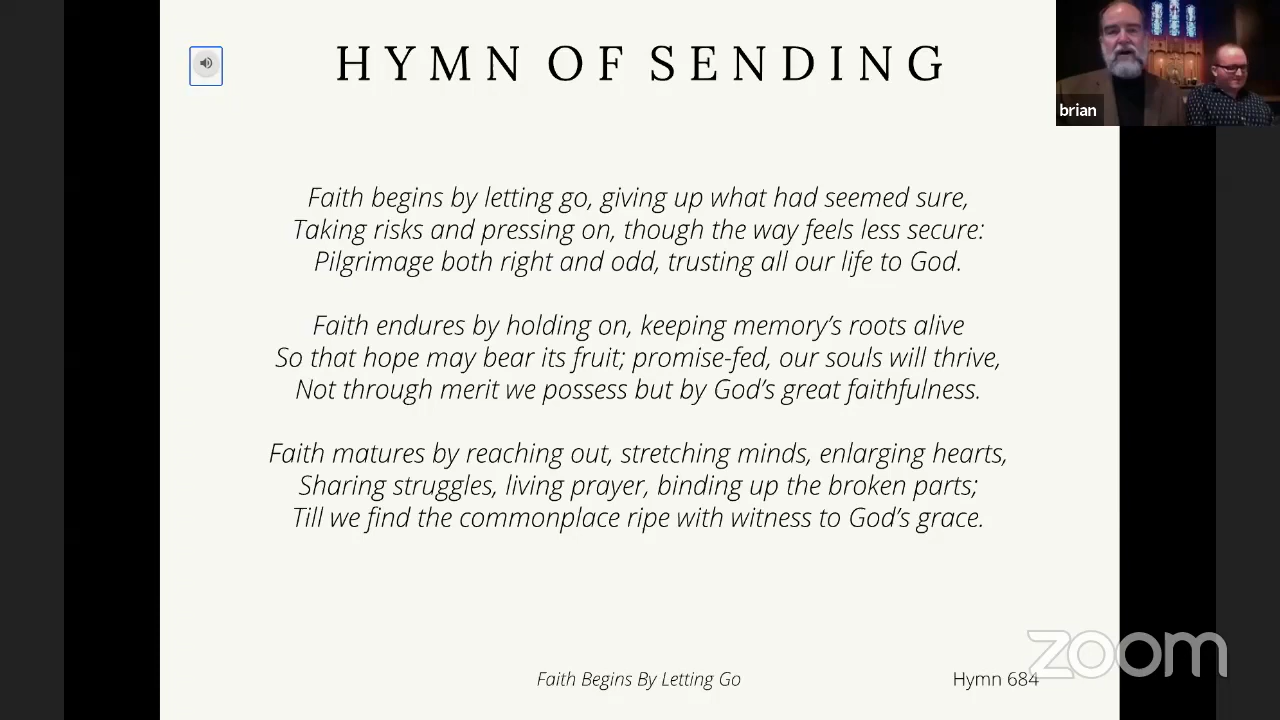 HYMN OF SENDING
brian
Faith begins by letting go, giving up what had seemed sure,
Taking risks and pressing on, though the way feels less secure:
Pilgrimage both right and odd, trusting all our life to God.
Faith endures by holding on, keeping memory’s roots alive
So that hope may bear its fruit; promise-fed, our souls will thrive,
Not through merit we possess but by God’s great faithfulness.
Faith matures by reaching out, stretching minds, enlarging hearts,
Sharing struggles, living prayer, binding up the broken parts;
Till we find the commonplace ripe with witness to God’s grace.
Faith Begins By Letting Go
Hymn 684
zoom